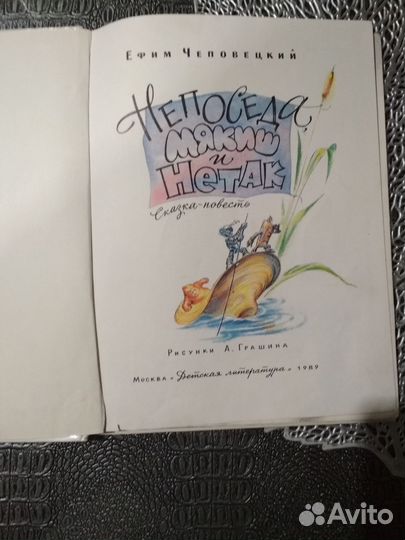 Ефим Чеповецкий
Непоседа,
Мякиш
и
Нетак
Сказка-повесть
Рисунки А. Грашина
Москва «Детская литература» 1989
Avito